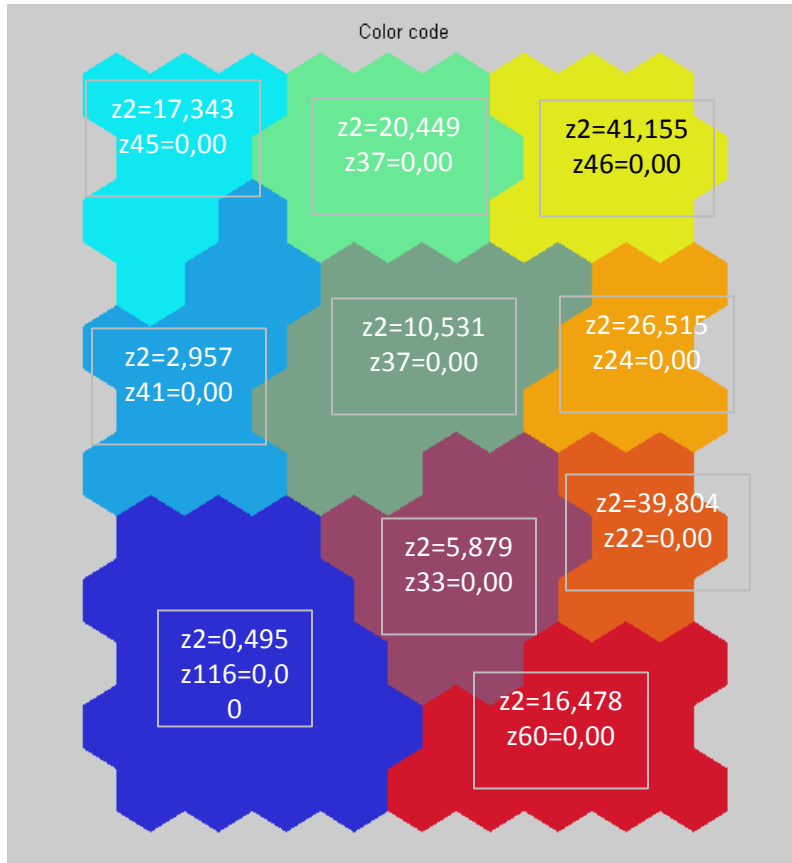 Color code
z2=17,343
z45=0,00
z2=20,449
z37=0,00
z2=41,155
z46=0,00
z2=2,957
z41=0,00
z2=10,531
z37=0,00
z2=26,515
z24=0,00
z2=39,804
z22=0,00
z2=5,879
z33=0,00
z2=0,495
z116=0,0
0
z2=16,478
z60=0,00